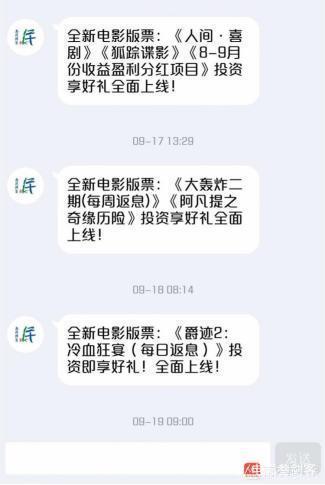 全新电影版票：《人间·喜
剧》《狐踪谍影》《8-9月
份收益盈利分红项目》投资
享好礼全面上线！
09-17 13:29
全新电影版票：《大轰炸二
期(每周返息)》《阿凡提之
奇缘历险》投资享好礼全面
上线！
09-18 08:14
全新电影版票：《爵迹2：
冷血狂宴（每日返息）》投
资即享好礼！全面上线！
09-19 09:00
发送